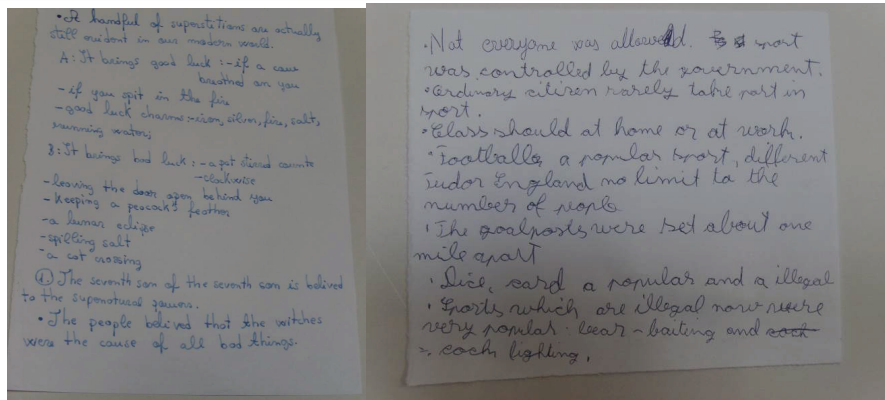 • A handful of superstitions are actually
still evident in our modern world.
A: It brings good luck : - if a cow
breathed on you
- if you spit in the fire
- good luck charms: iron, silver, fire, salt,
running water,
B: It brings bad luck : - a pot stirred counte
- clockwise
- leaving the door open behind you
- Keeping a peacock's feather
- a lunar eclipse
- spilling salt
- a cat crossing
① The seventh son of the seventh son is belived
to the supernatural powers.
• The people belived that the witches
were the cause of all bad things.
• Not everyone was allowed. sport
was controlled by the government.
• Ordinary citizen rarely take part in
sport.
• Class should at home or at work.
• Football a popular sport, different
Tudor England no limit to the
number of people
• The goalposts were set about one
mile apart
• Dice, card a popular and a illegal
• Sports which are illegal now were
very popular: bear-baiting and cock
cock fighting.